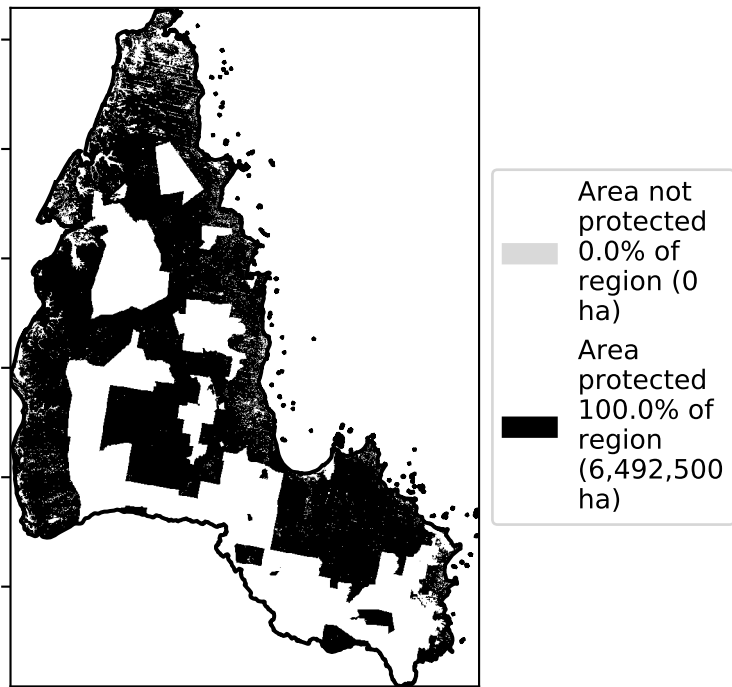 Area not
protected
0.0% of
region (0
ha)
Area
protected
100.0% of
region
(6,492,500
ha)